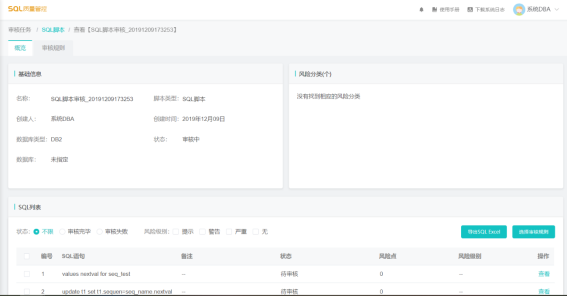 SQL质量管控
使用手册 下载系统日志 系统DBA
审核任务 / SQL脚本 / 查看【SQL脚本审核_20191209173253】
概览 审核规则
基础信息
风险分类(个)
名称: SQL脚本审核_20191209173253 脚本类型: SQL脚本
没有找到相应的风险分类
创建人: 系统DBA 创建时间: 2019年12月09日
数据库类型: DB2 状态: 审核中
数据库: 未指定
SQL列表
状态: 不限 审核完毕 审核失败 风险级别: 提示 警告 严重 无
导出SQL Excel 选择审核规则
编号 SQL语句 备注 状态 风险点 风险级别 操作
1 values nextval for seq_test -- 待审核 0 -- 查看
2 update t1 set t1.sequen=seq_name.nextval -- 待审核 0 -- 查看